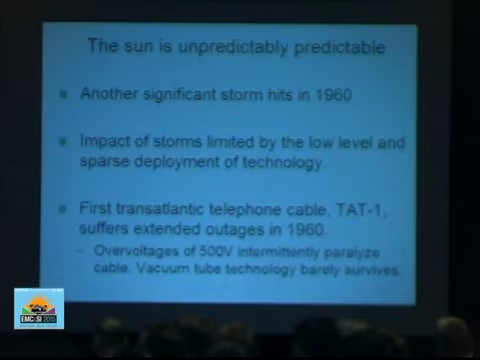 The sun is unpredictably predictable
Another significant storm hits in 1960
Impact of storms limited by the low level and
sparse deployment of technology.
First transatlantic telephone cable, TAT-1,
suffers extended outages in 1960.
- Overvoltages of 500V intermittently paralyze
cable. Vacuum tube technology barely survives.
EMC&SI 2015